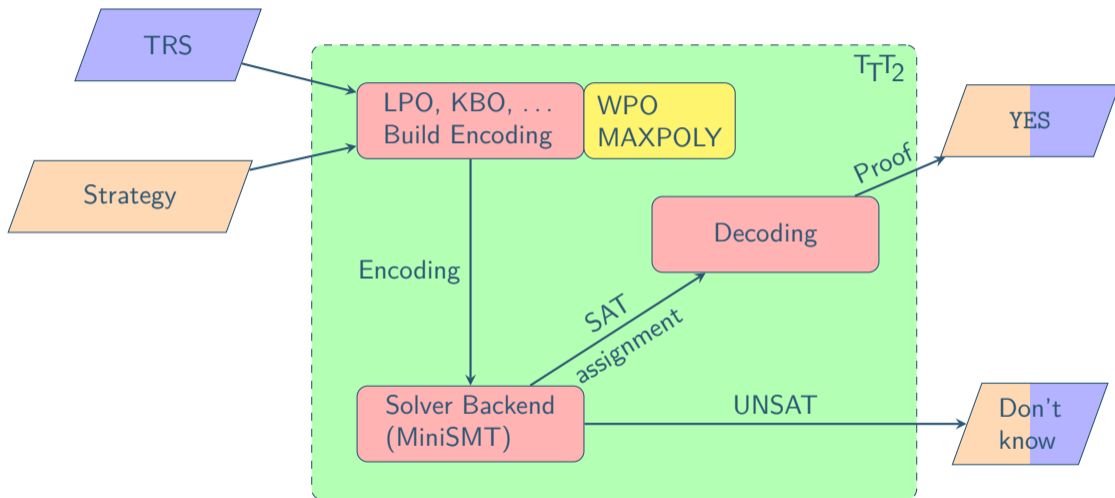 TRS
TTT2
LPO, KBO, ...
Build Encoding
WPO
MAXPOLY
YES
Strategy
Proof
Decoding
Encoding
SAT
assignment
Solver Backend
(MiniSMT)
UNSAT
Don't
know